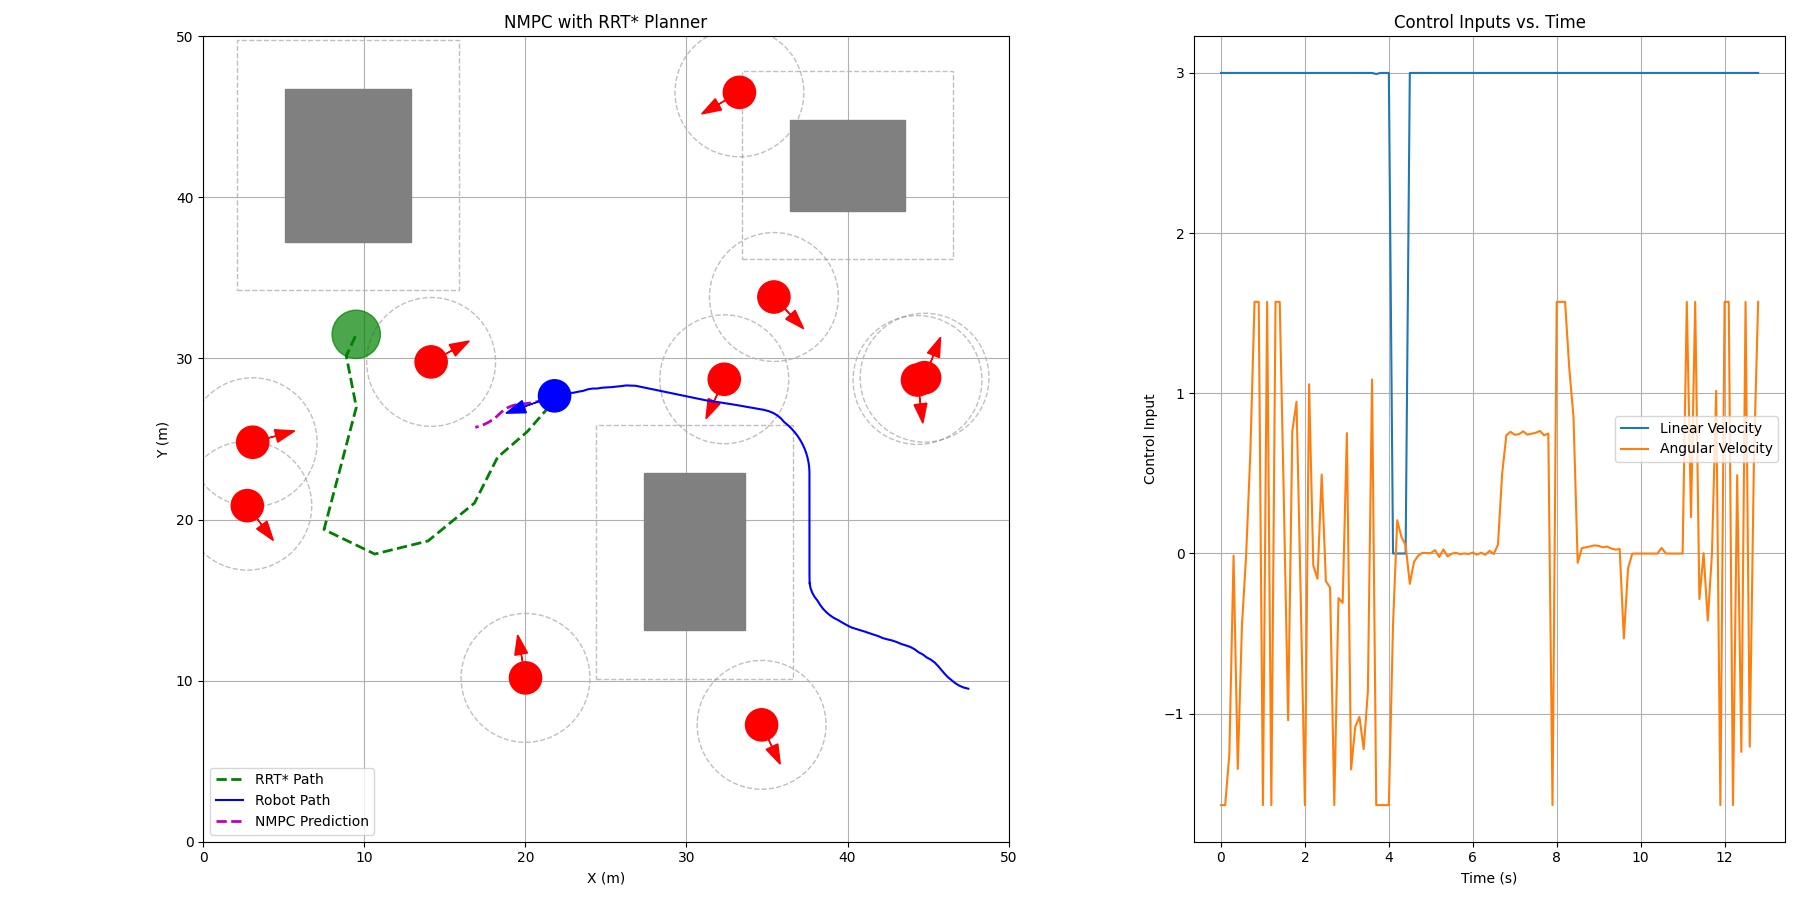 NMPC with RRT* Planner
50
40
30
20
10
0
Y (m)
0 10 20 30 40 50
X (m)
RRT* Path
Robot Path
NMPC Prediction
Control Inputs vs. Time
3
2
1
0
−1
Control Input
0 2 4 6 8 10 12
Time (s)
Linear Velocity
Angular Velocity